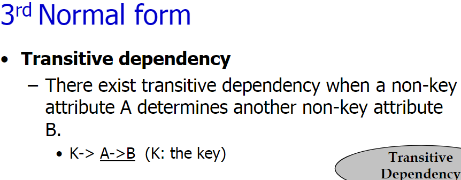 3rd Normal form
• Transitive dependency
– There exist transitive dependency when a non-key
attribute A determines another non-key attribute
B.
• K-> A->B (K: the key)
Transitive
Dependency